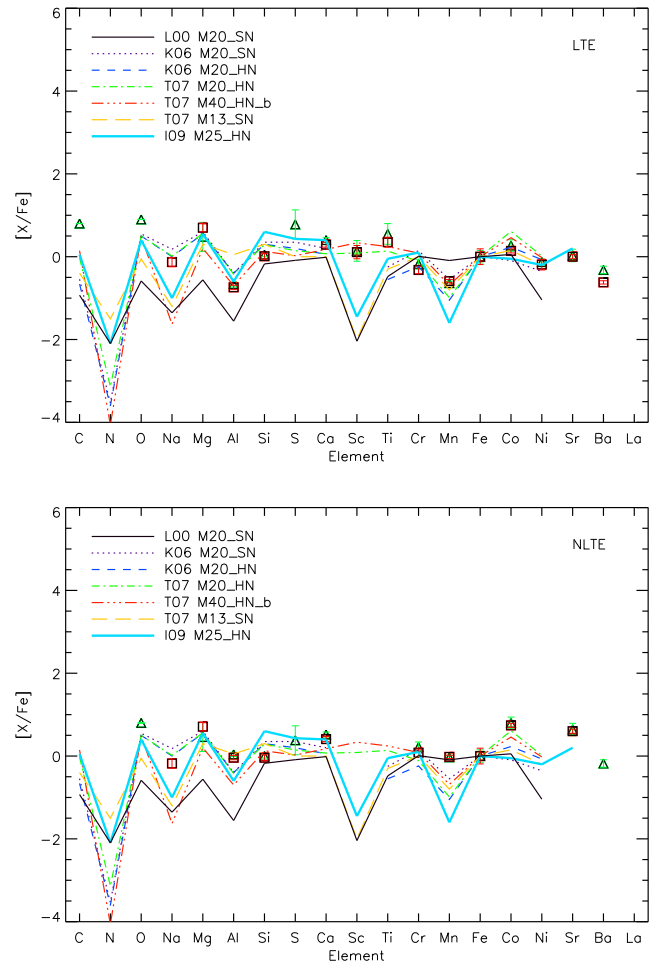 6
L00 M20_SN
K06 M20_SN
LTE
K06 M20_HN
T07 M20_HN
4
T07 M40_HN_b
T07 M13_SN
I09 M25_HN
2
[X/Fe]
0
−2
−4
C N O Na Mg Al Si S Ca Sc Ti Cr Mn Fe Co Ni Sr Ba La
Element
6
L00 M20_SN
K06 M20_SN
NLTE
K06 M20_HN
T07 M20_HN
4
T07 M40_HN_b
T07 M13_SN
I09 M25_HN
2
[X/Fe]
0
−2
−4
C N O Na Mg Al Si S Ca Sc Ti Cr Mn Fe Co Ni Sr Ba La
Element